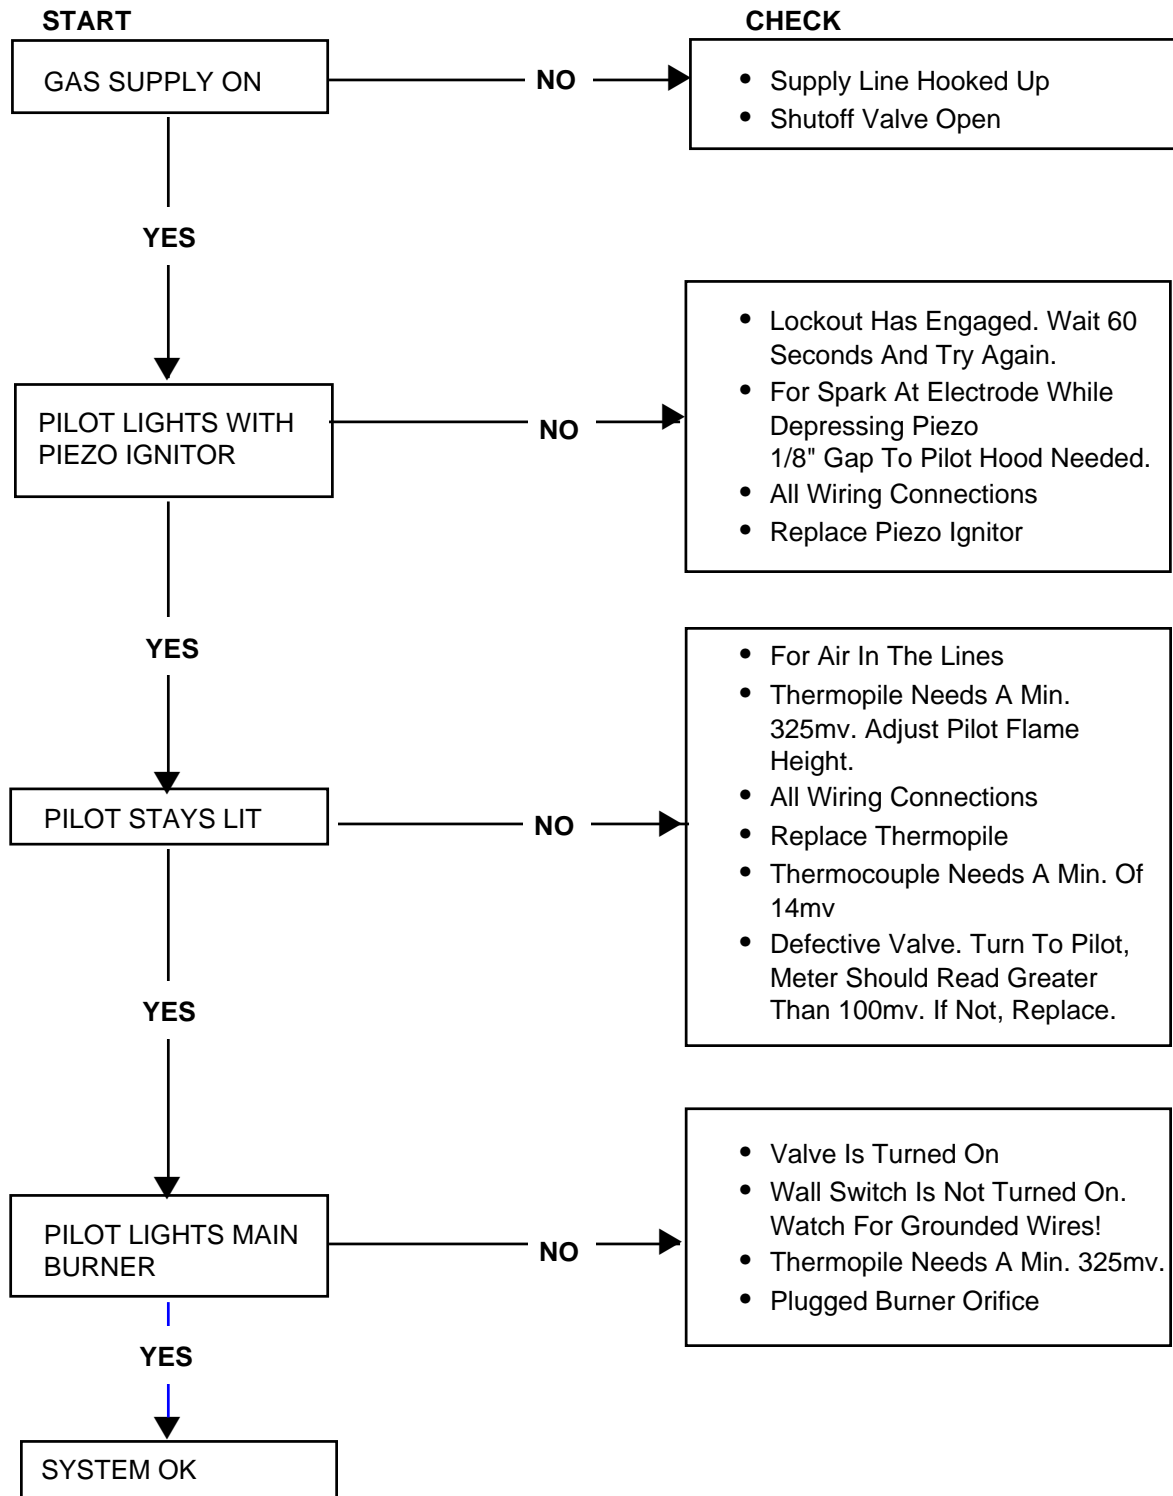 START
CHECK
GAS SUPPLY ON
NO
• Supply Line Hooked Up
• Shutoff Valve Open
YES
PILOT LIGHTS WITH
PIEZO IGNITOR
NO
• Lockout Has Engaged. Wait 60
Seconds And Try Again.
• For Spark At Electrode While
Depressing Piezo
1/8" Gap To Pilot Hood Needed.
• All Wiring Connections
• Replace Piezo Ignitor
YES
PILOT STAYS LIT
NO
• For Air In The Lines
• Thermopile Needs A Min.
325mv. Adjust Pilot Flame
Height.
• All Wiring Connections
• Replace Thermopile
• Thermocouple Needs A Min. Of
14mv
• Defective Valve. Turn To Pilot,
Meter Should Read Greater
Than 100mv. If Not, Replace.
YES
PILOT LIGHTS MAIN
BURNER
NO
• Valve Is Turned On
• Wall Switch Is Not Turned On.
Watch For Grounded Wires!
• Thermopile Needs A Min. 325mv.
• Plugged Burner Orifice
YES
SYSTEM OK